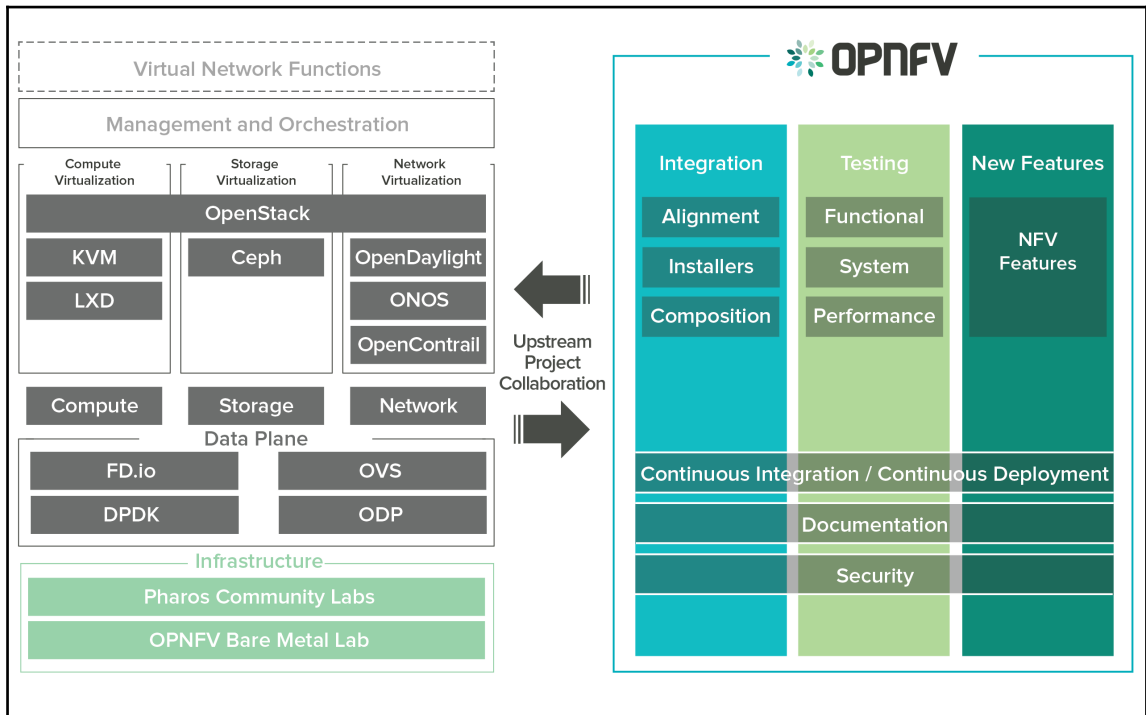 Virtual Network Functions
Management and Orchestration
Compute
Virtualization
Storage
Virtualization
Network
Virtualization
OpenStack
KVM
Ceph
OpenDaylight
LXD
ONOS
OpenContrail
Compute
Storage
Network
Data Plane
FD.io
OVS
DPDK
ODP
Infrastructure
Pharos Community Labs
OPNFV Bare Metal Lab
Upstream
Project
Collaboration
OPNFV
Integration
Testing
New Features
Alignment
Functional
NFV
Features
Installers
System
Composition
Performance
Continuous Integration / Continuous Deployment
Documentation
Security